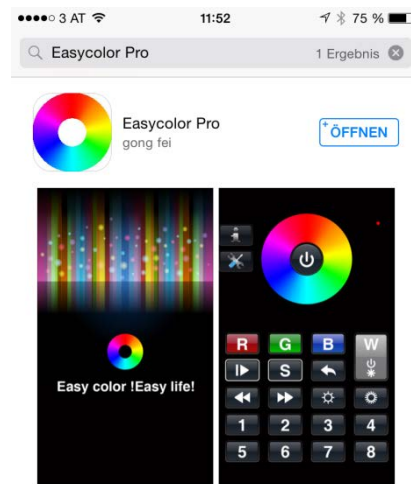 3 AT 11:52 75 %
Easycolor Pro 1 Ergebnis
Easycolor Pro
gong fei
+ÖFFNEN
Easy color !Easy life!
R G B W
S
1 2 3 4
5 6 7 8